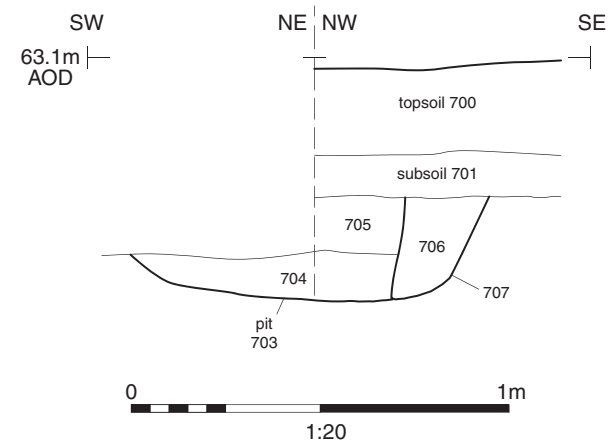 SW NE NW SE
63.1m
AOD
topsoil 700
subsoil 701
705
706
704
707
pit
703
0 1m
1:20